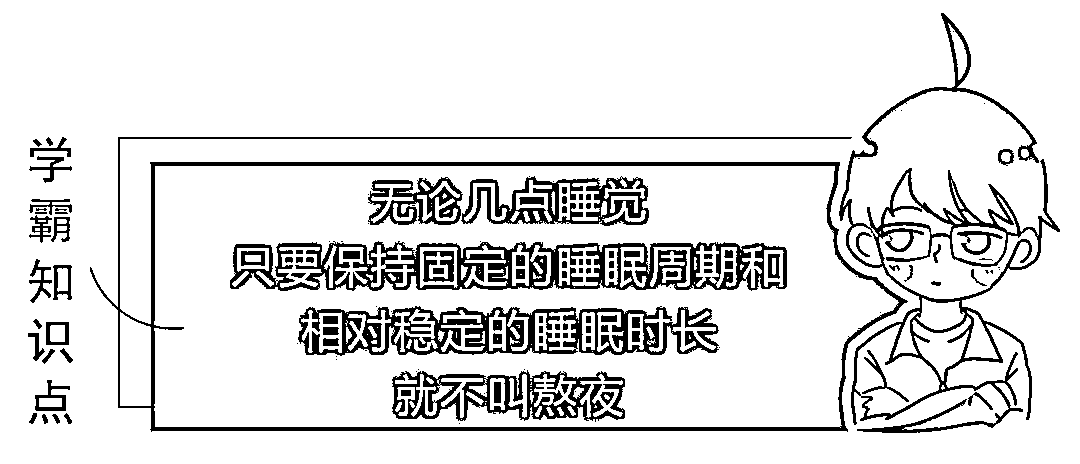 学霸知识点
无论几点睡觉
只要保持固定的睡眠周期和
相对稳定的睡眠时长
就不叫熬夜